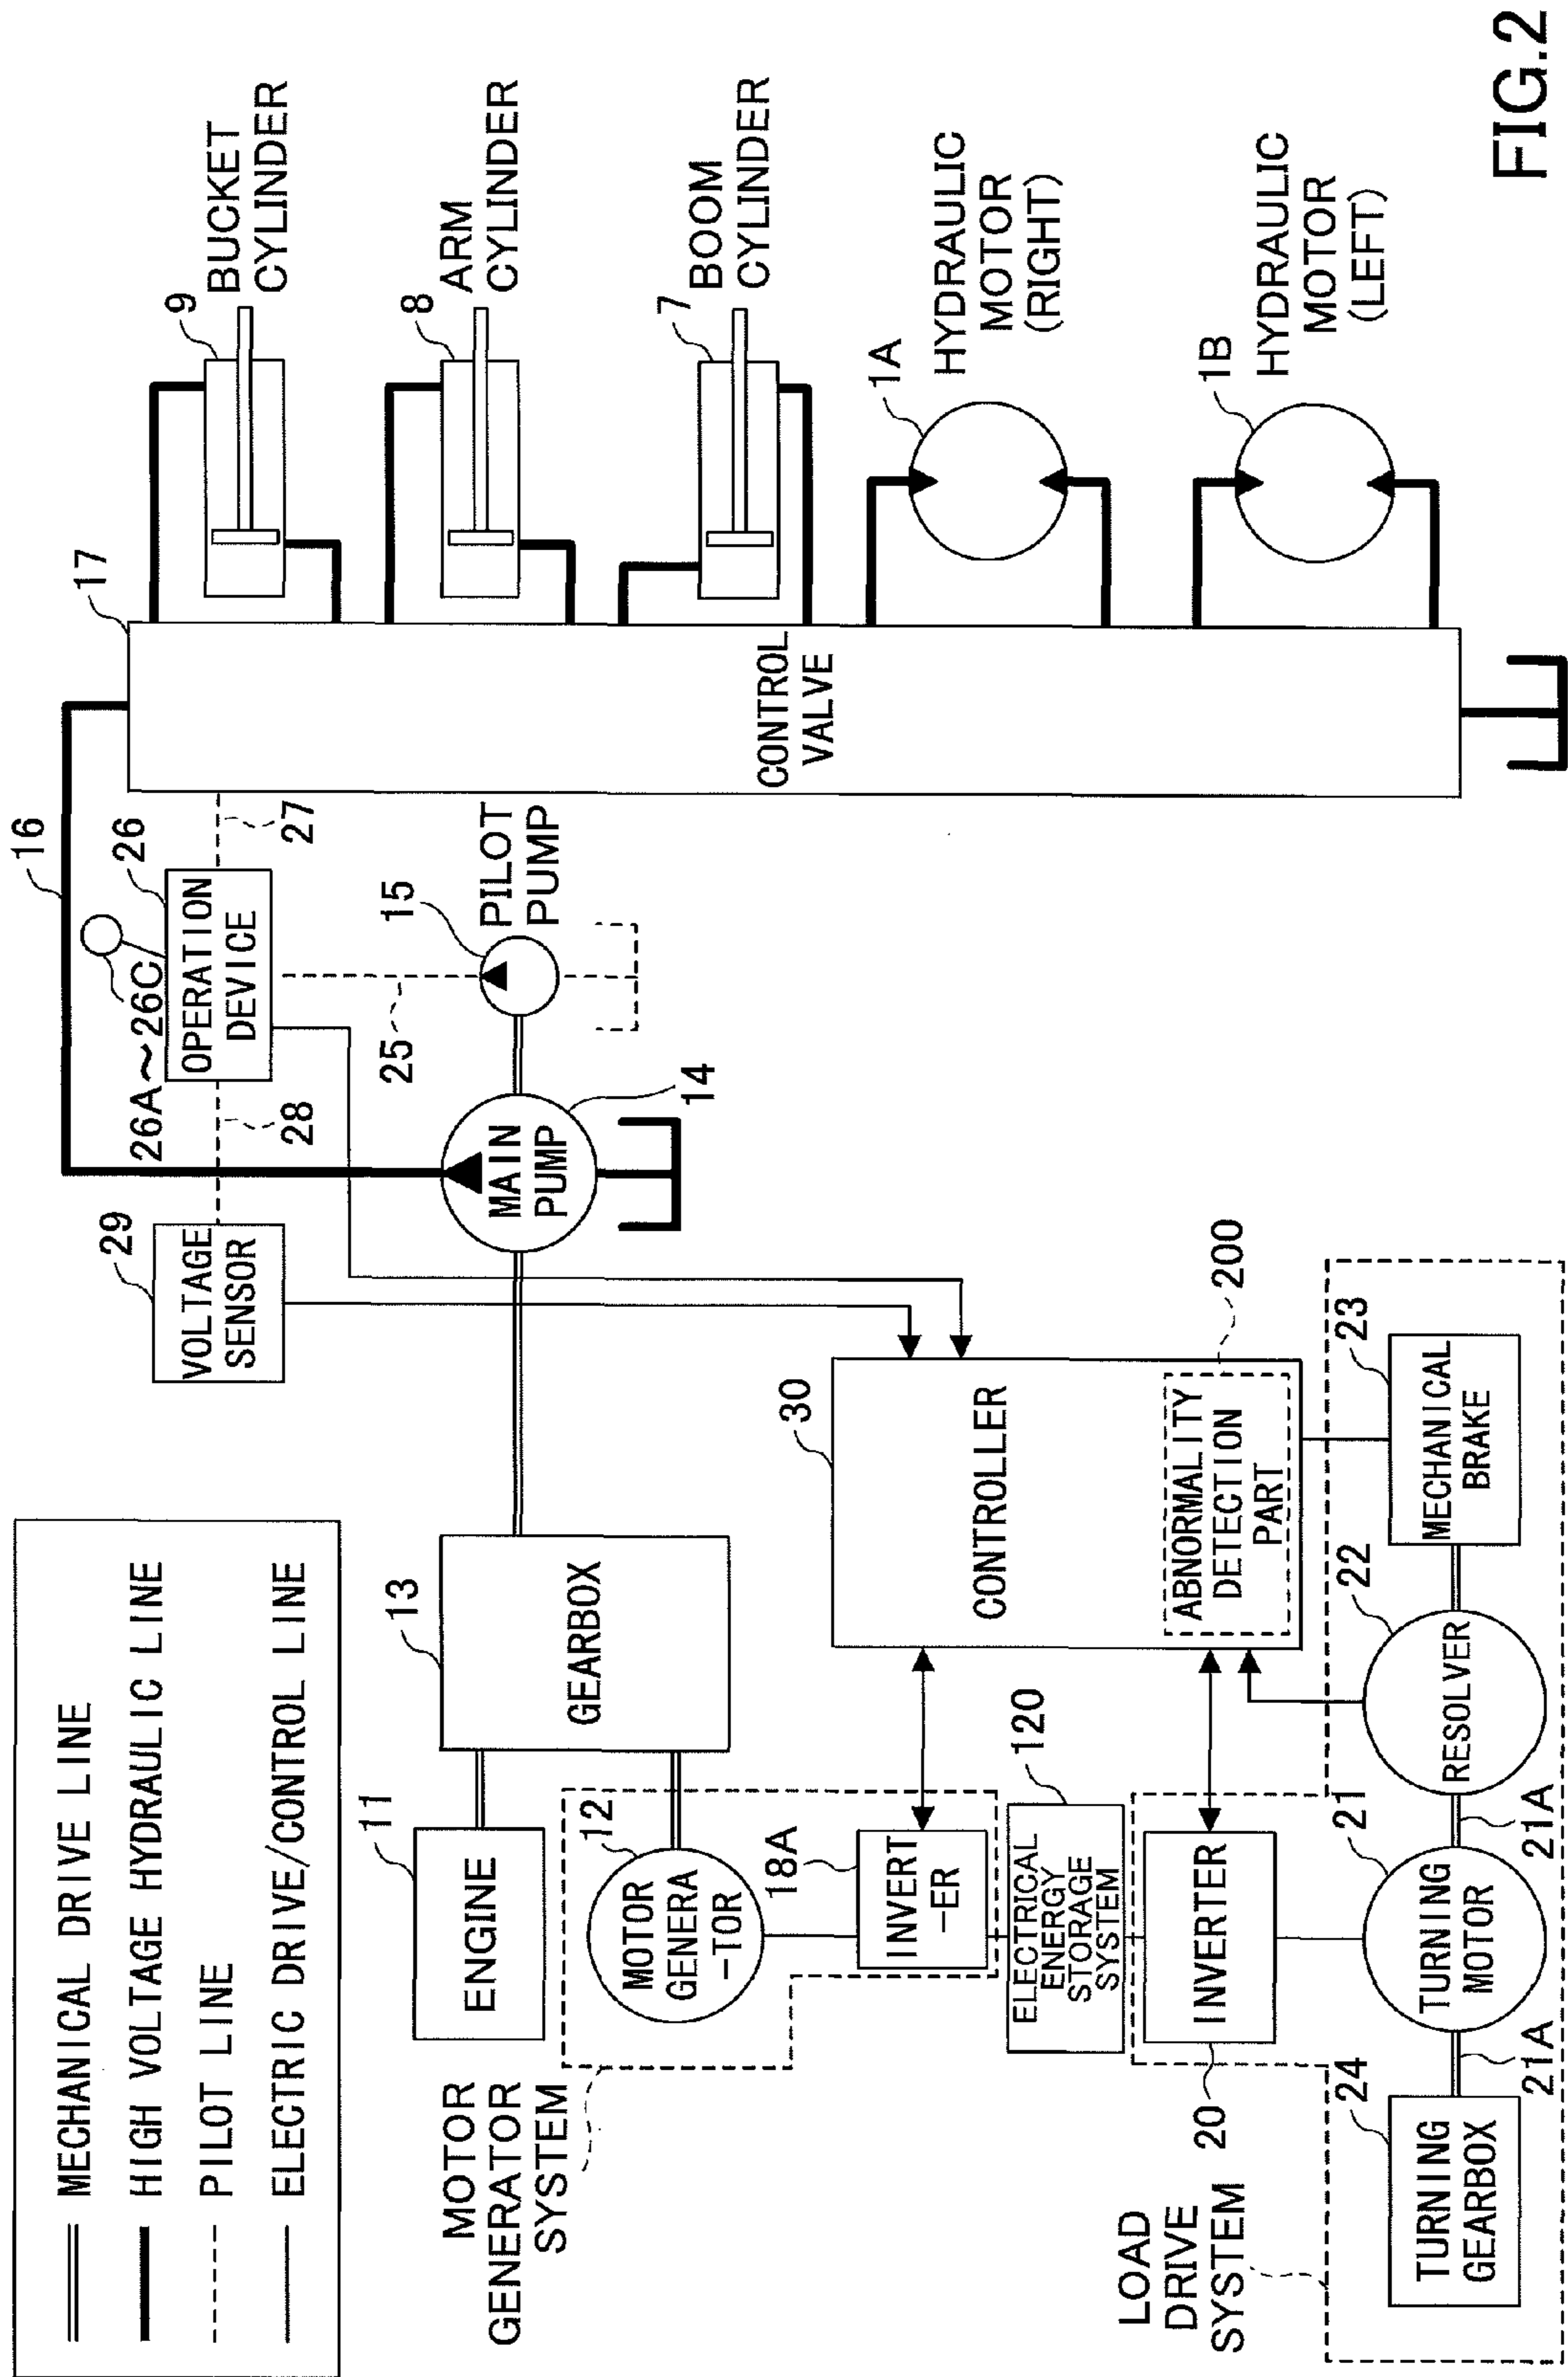 MECHANICAL DRIVE LINE
HIGH VOLTAGE HYDRAULIC LINE
PILOT LINE
ELECTRIC DRIVE/CONTROL LINE
29
VOLTAGE
SENSOR
28
26A~26C
26
OPERATION
DEVICE
27
16
17
CONTROL
VALVE
9
BUCKET
CYLINDER
8
ARM
CYLINDER
7
BOOM
CYLINDER
1A
HYDRAULIC
MOTOR
(RIGHT)
1B
HYDRAULIC
MOTOR
(LEFT)
25
15
PILOT
PUMP
14
MAIN
PUMP
11
ENGINE
13
GEARBOX
MOTOR
GENERATOR
SYSTEM
12
MOTOR
GENERA
-TOR
18A
INVERT
-ER
30
CONTROLLER
200
ABNORMALITY
DETECTION
PART
120
ELECTRICAL
ENERGY
STORAGE
SYSTEM
LOAD
DRIVE
SYSTEM
20
INVERTER
24
TURNING
GEARBOX
21A
21
TURNING
MOTOR
21A
22
RESOLVER
23
MECHANICAL
BRAKE
FIG.2